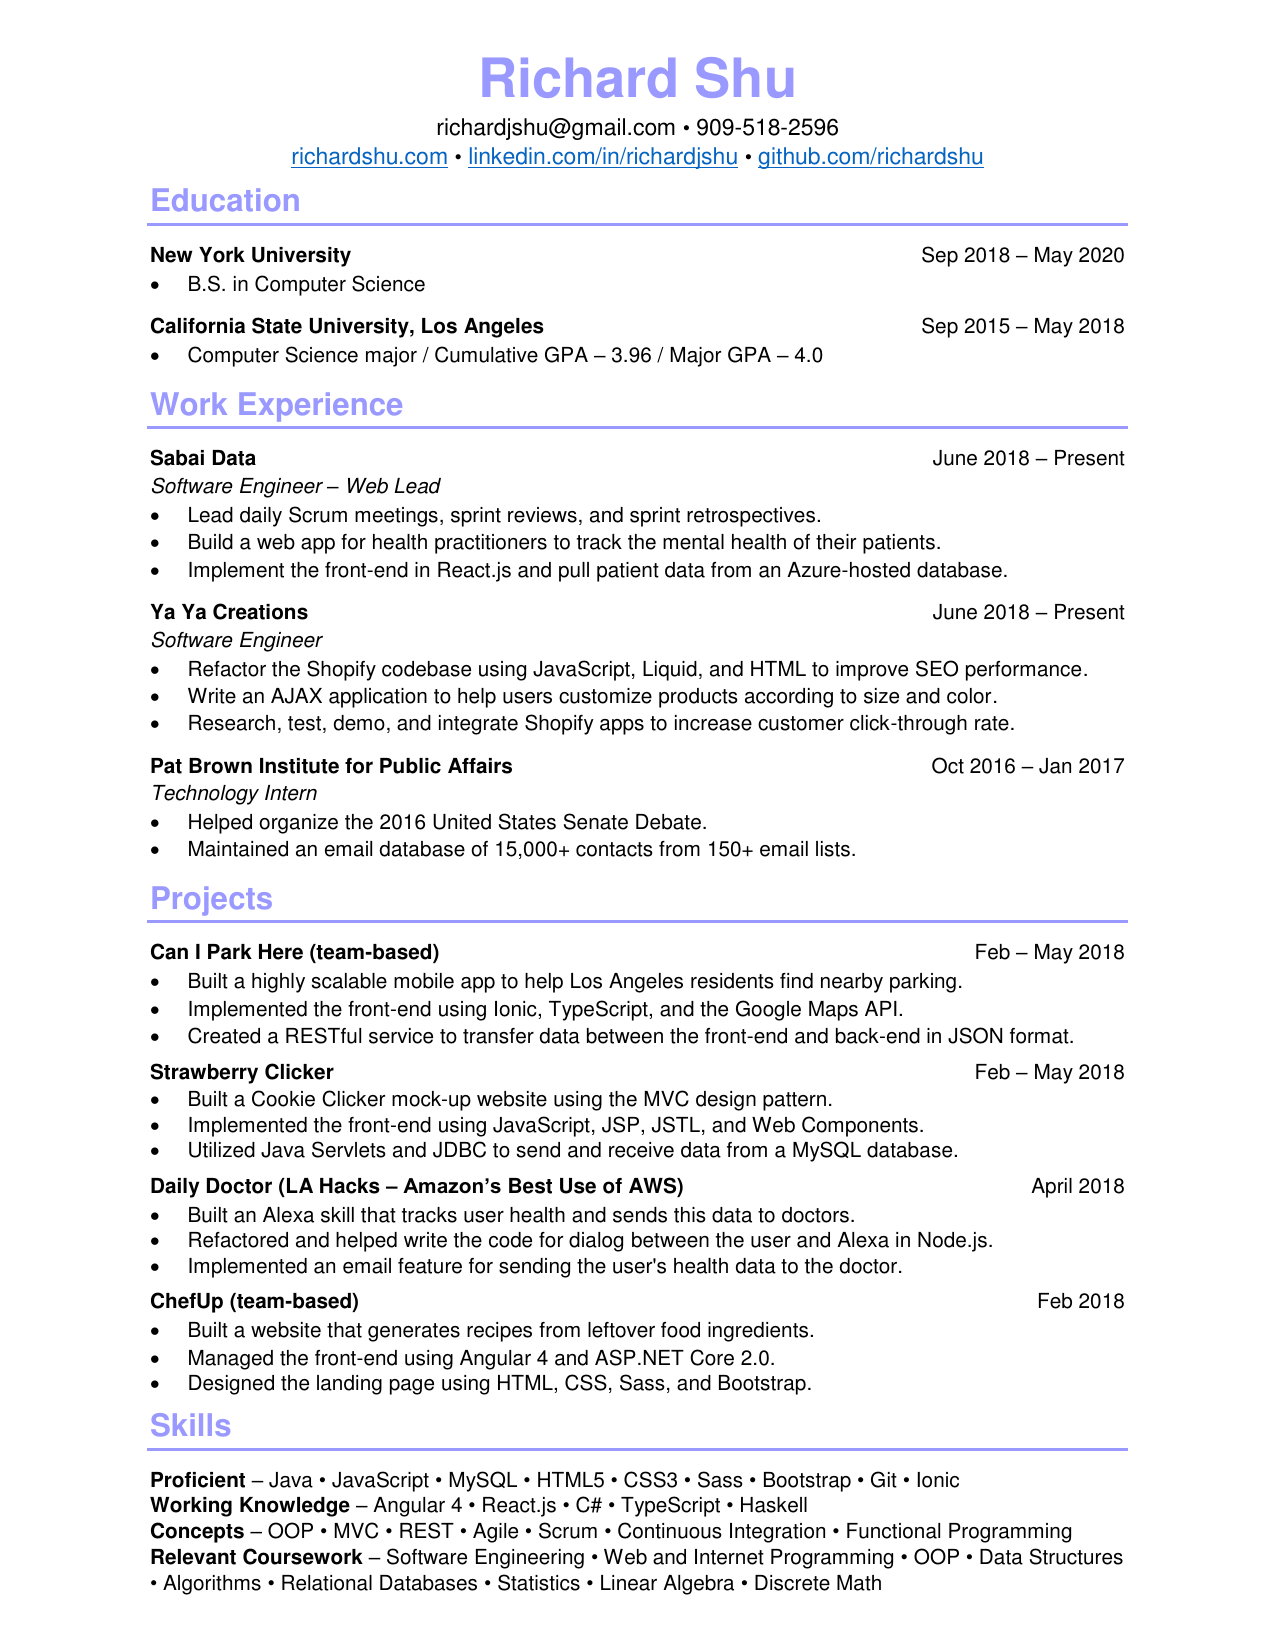 Richard Shu
richardjshu@gmail.com • 909-518-2596
richardshu.com • linkedin.com/in/richardjshu • github.com/richardshu
Education
New York University Sep 2018 – May 2020
• B.S. in Computer Science
California State University, Los Angeles Sep 2015 – May 2018
• Computer Science major / Cumulative GPA – 3.96 / Major GPA – 4.0
Work Experience
Sabai Data June 2018 – Present
Software Engineer – Web Lead
• Lead daily Scrum meetings, sprint reviews, and sprint retrospectives.
• Build a web app for health practitioners to track the mental health of their patients.
• Implement the front-end in React.js and pull patient data from an Azure-hosted database.
Ya Ya Creations June 2018 – Present
Software Engineer
• Refactor the Shopify codebase using JavaScript, Liquid, and HTML to improve SEO performance.
• Write an AJAX application to help users customize products according to size and color.
• Research, test, demo, and integrate Shopify apps to increase customer click-through rate.
Pat Brown Institute for Public Affairs Oct 2016 – Jan 2017
Technology Intern
• Helped organize the 2016 United States Senate Debate.
• Maintained an email database of 15,000+ contacts from 150+ email lists.
Projects
Can I Park Here (team-based) Feb – May 2018
• Built a highly scalable mobile app to help Los Angeles residents find nearby parking.
• Implemented the front-end using Ionic, TypeScript, and the Google Maps API.
• Created a RESTful service to transfer data between the front-end and back-end in JSON format.
Strawberry Clicker Feb – May 2018
• Built a Cookie Clicker mock-up website using the MVC design pattern.
• Implemented the front-end using JavaScript, JSP, JSTL, and Web Components.
• Utilized Java Servlets and JDBC to send and receive data from a MySQL database.
Daily Doctor (LA Hacks – Amazon’s Best Use of AWS) April 2018
• Built an Alexa skill that tracks user health and sends this data to doctors.
• Refactored and helped write the code for dialog between the user and Alexa in Node.js.
• Implemented an email feature for sending the user's health data to the doctor.
ChefUp (team-based) Feb 2018
• Built a website that generates recipes from leftover food ingredients.
• Managed the front-end using Angular 4 and ASP.NET Core 2.0.
• Designed the landing page using HTML, CSS, Sass, and Bootstrap.
Skills
Proficient – Java • JavaScript • MySQL • HTML5 • CSS3 • Sass • Bootstrap • Git • Ionic
Working Knowledge – Angular 4 • React.js • C# • TypeScript • Haskell
Concepts – OOP • MVC • REST • Agile • Scrum • Continuous Integration • Functional Programming
Relevant Coursework – Software Engineering • Web and Internet Programming • OOP • Data Structures
• Algorithms • Relational Databases • Statistics • Linear Algebra • Discrete Math